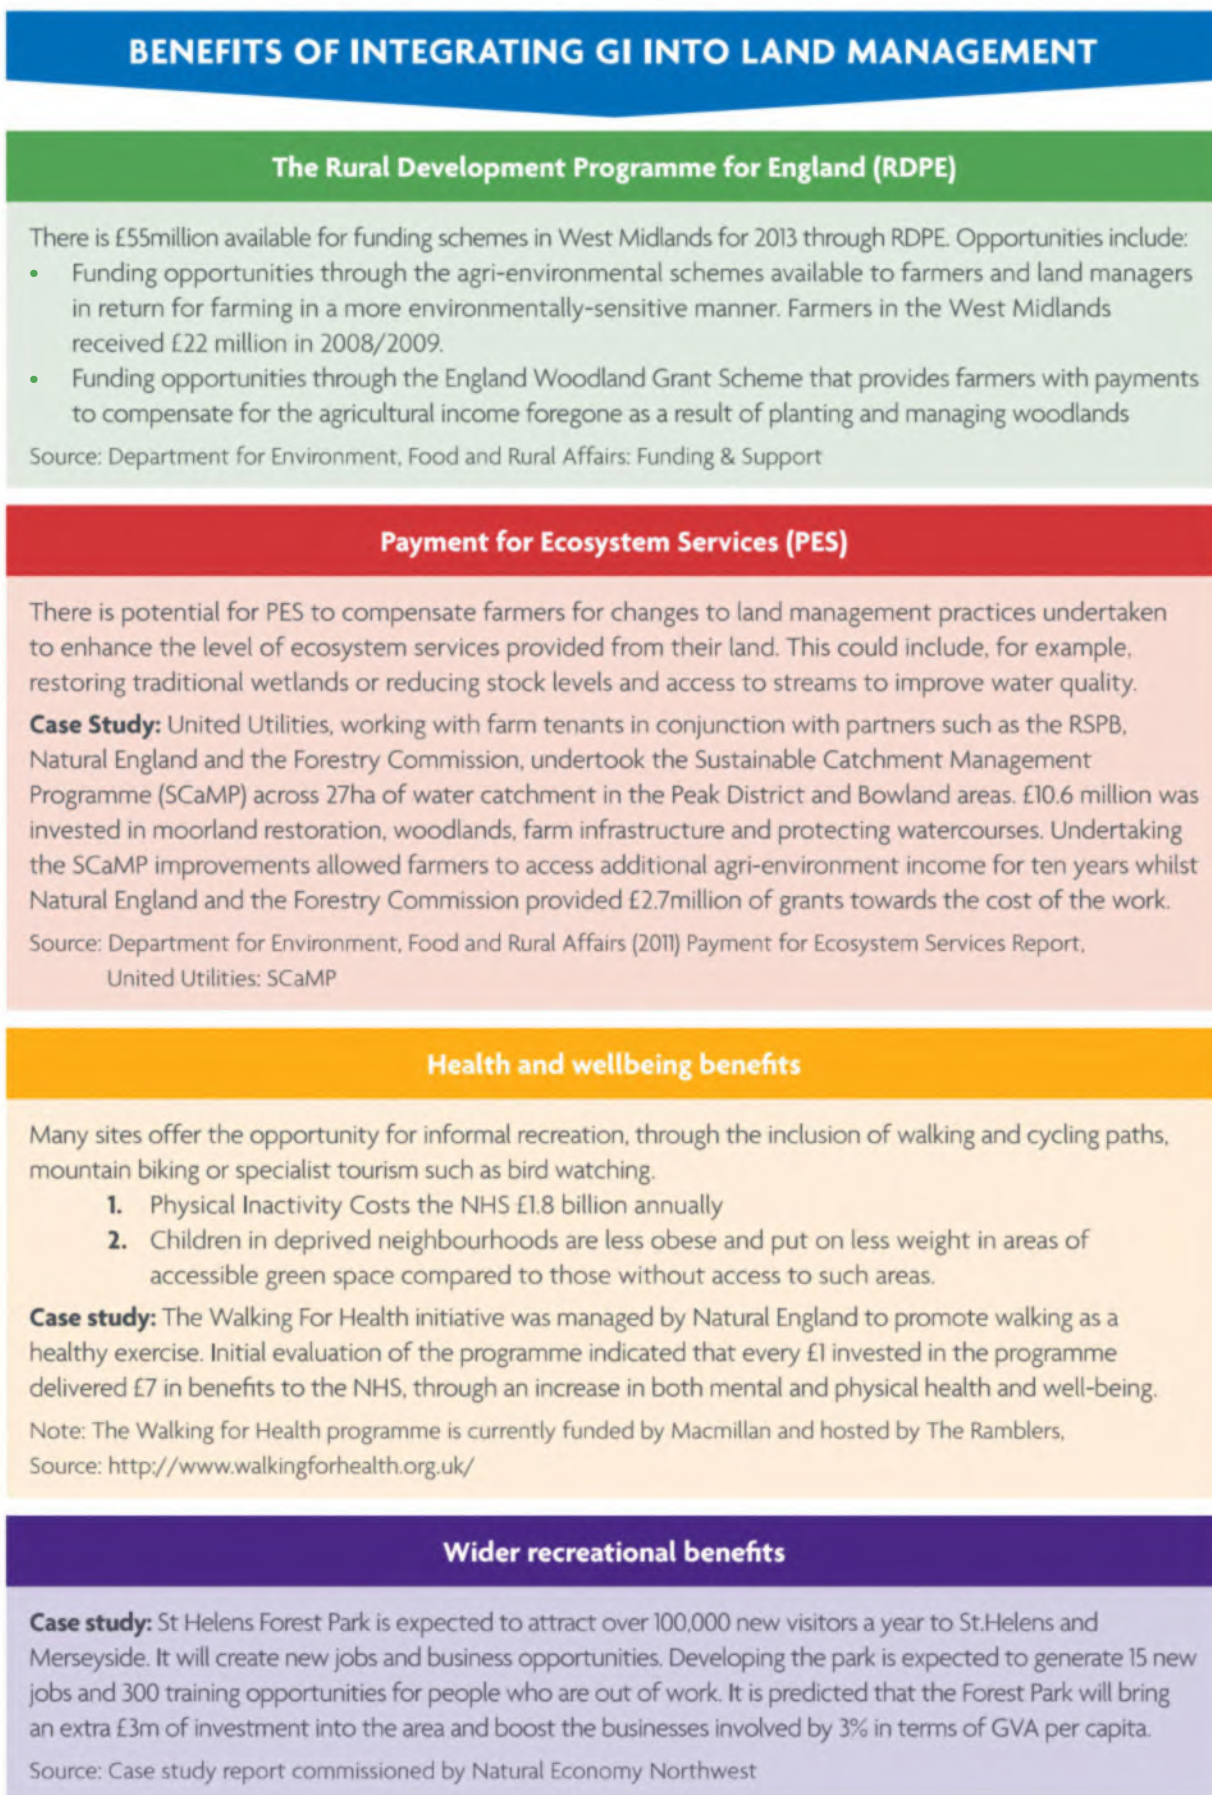 BENEFITS OF INTEGRATING GI INTO LAND MANAGEMENT
The Rural Development Programme for England (RDPE)
There is £55million available for funding schemes in West Midlands for 2013 through RDPE. Opportunities include:
• Funding opportunities through the agri-environmental schemes available to farmers and land managers
in return for farming in a more environmentally-sensitive manner. Farmers in the West Midlands
received £22 million in 2008/2009.
• Funding opportunities through the England Woodland Grant Scheme that provides farmers with payments
to compensate for the agricultural income foregone as a result of planting and managing woodlands
Source: Department for Environment, Food and Rural Affairs: Funding & Support
Payment for Ecosystem Services (PES)
There is potential for PES to compensate farmers for changes to land management practices undertaken
to enhance the level of ecosystem services provided from their land. This could include, for example,
restoring traditional wetlands or reducing stock levels and access to streams to improve water quality.
Case Study: United Utilities, working with farm tenants in conjunction with partners such as the RSPB,
Natural England and the Forestry Commission, undertook the Sustainable Catchment Management
Programme (SCaMP) across 27ha of water catchment in the Peak District and Bowland areas. £10.6 million was
invested in moorland restoration, woodlands, farm infrastructure and protecting watercourses. Undertaking
the SCaMP improvements allowed farmers to access additional agri-environment income for ten years whilst
Natural England and the Forestry Commission provided £2.7million of grants towards the cost of the work.
Source: Department for Environment, Food and Rural Affairs (2011) Payment for Ecosystem Services Report,
United Utilities: SCaMP
Health and wellbeing benefits
Many sites offer the opportunity for informal recreation, through the inclusion of walking and cycling paths,
mountain biking or specialist tourism such as bird watching.
1. Physical Inactivity Costs the NHS £1.8 billion annually
2. Children in deprived neighbourhoods are less obese and put on less weight in areas of
accessible green space compared to those without access to such areas.
Case study: The Walking For Health initiative was managed by Natural England to promote walking as a
healthy exercise. Initial evaluation of the programme indicated that every £1 invested in the programme
delivered £7 in benefits to the NHS, through an increase in both mental and physical health and well-being.
Note: The Walking for Health programme is currently funded by Macmillan and hosted by The Ramblers,
Source: http://www.walkingforhealth.org.uk/
Wider recreational benefits
Case study: St Helens Forest Park is expected to attract over 100,000 new visitors a year to St.Helens and
Merseyside. It will create new jobs and business opportunities. Developing the park is expected to generate 15 new
jobs and 300 training opportunities for people who are out of work. It is predicted that the Forest Park will bring
an extra £3m of investment into the area and boost the businesses involved by 3% in terms of GVA per capita.
Source: Case study report commissioned by Natural Economy Northwest